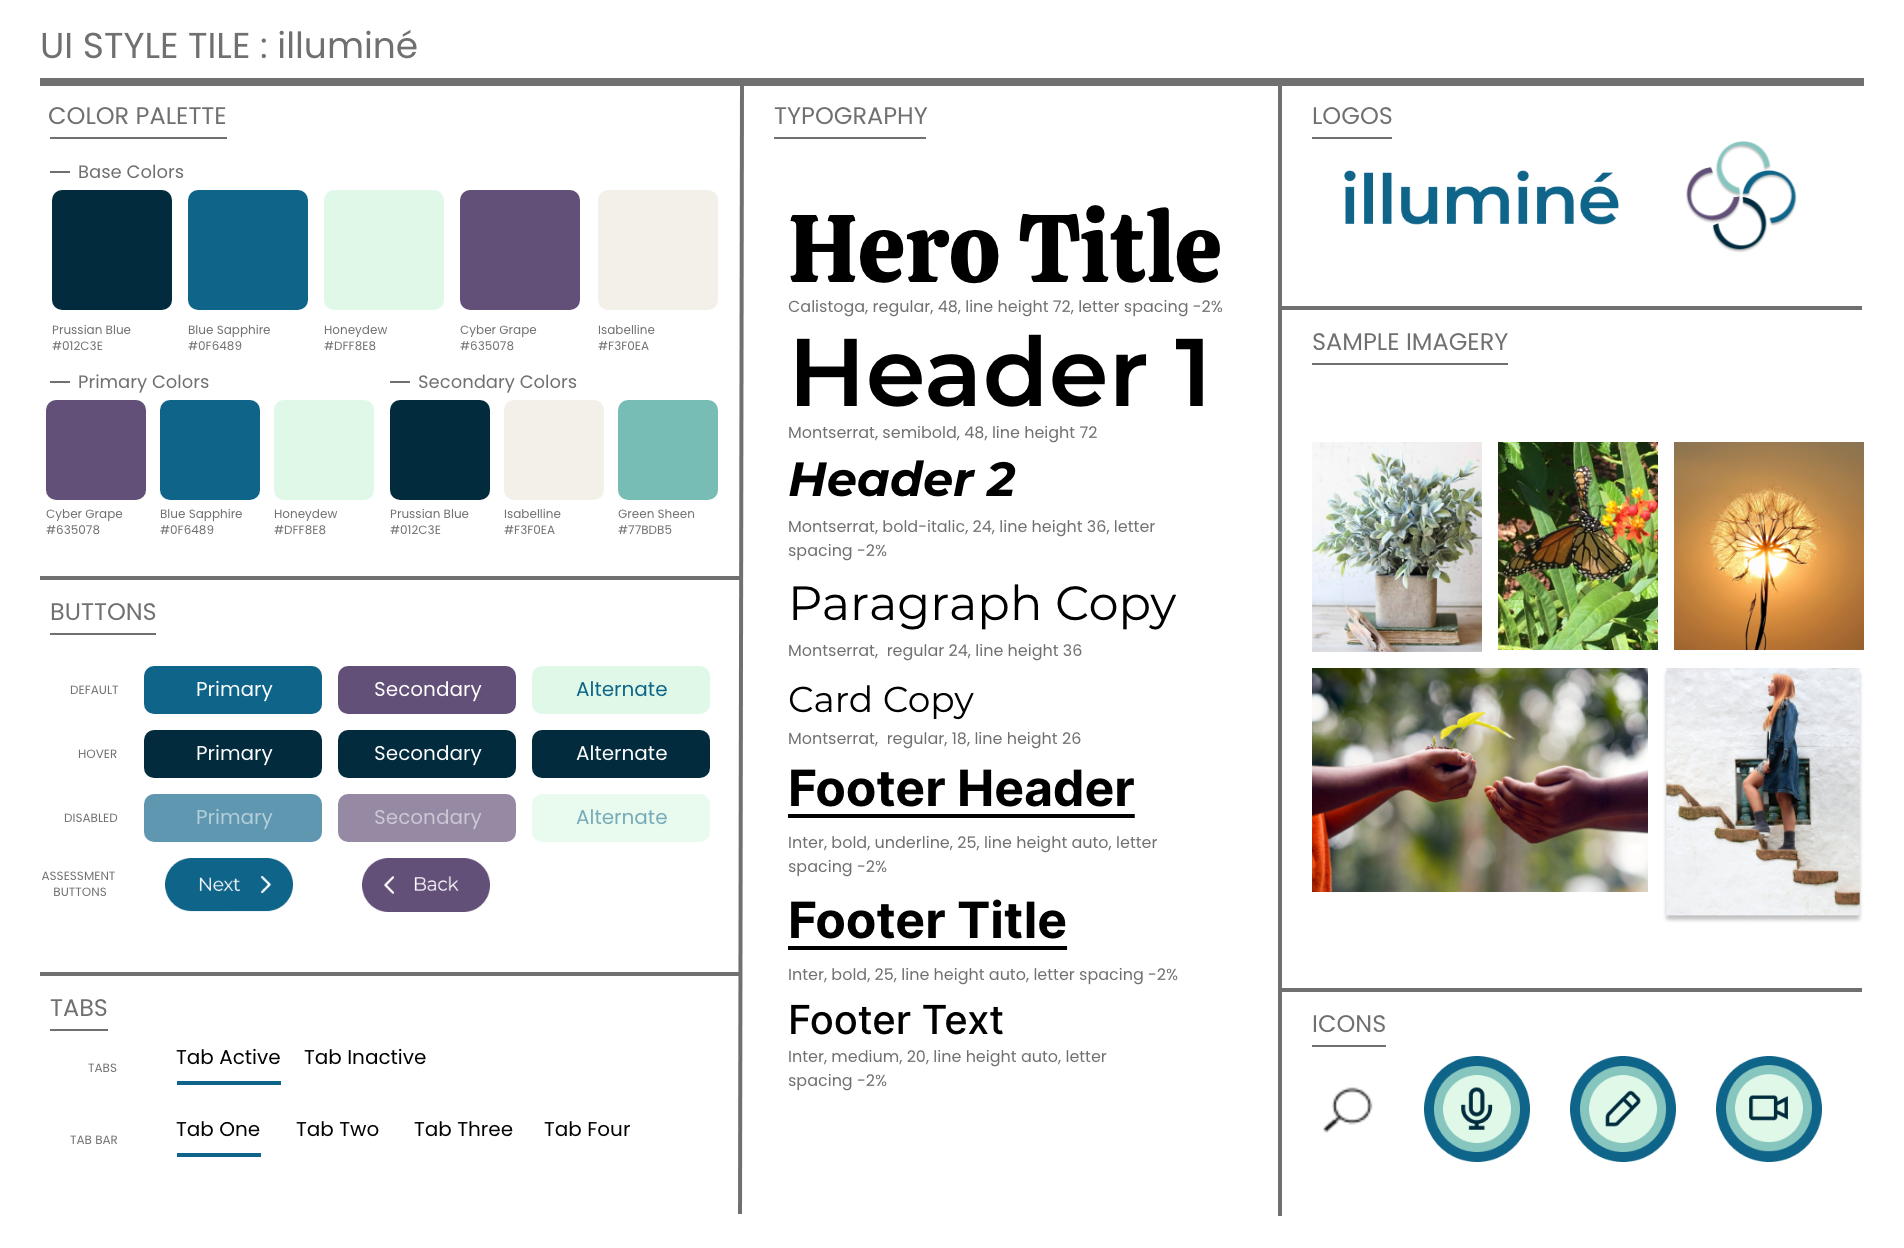 UI STYLE TILE : illuminé
COLOR PALETTE
Base Colors
Prussian Blue
#012C3E
Blue Sapphire
#0F6489
Honeydew
#DFF8E8
Cyber Grape
#635078
Isabelline
#F3F0EA
Primary Colors
Cyber Grape
#635078
Blue Sapphire
#0F6489
Honeydew
#DFF8E8
Secondary Colors
Prussian Blue
#012C3E
Isabelline
#F3F0EA
Green Sheen
#77BDB5
BUTTONS
DEFAULT
Primary
Secondary
Alternate
HOVER
Primary
Secondary
Alternate
DISABLED
Primary
Secondary
Alternate
ASSESSMENT
BUTTONS
Next
Back
TABS
TABS
Tab Active
Tab Inactive
TAB BAR
Tab One
Tab Two
Tab Three
Tab Four
TYPOGRAPHY
Hero Title
Calistoga, regular, 48, line height 72, letter spacing -2%
Header 1
Montserrat, semibold, 48, line height 72
Header 2
Montserrat, bold-italic, 24, line height 36, letter
spacing -2%
Paragraph Copy
Montserrat,  regular 24, line height 36
Card Copy
Montserrat,  regular, 18, line height 26
Footer Header
Inter, bold, underline, 25, line height auto, letter
spacing -2%
Footer Title
Inter, bold, 25, line height auto, letter spacing -2%
Footer Text
Inter, medium, 20, line height auto, letter
spacing -2%
LOGOS
illuminé
SAMPLE IMAGERY
ICONS